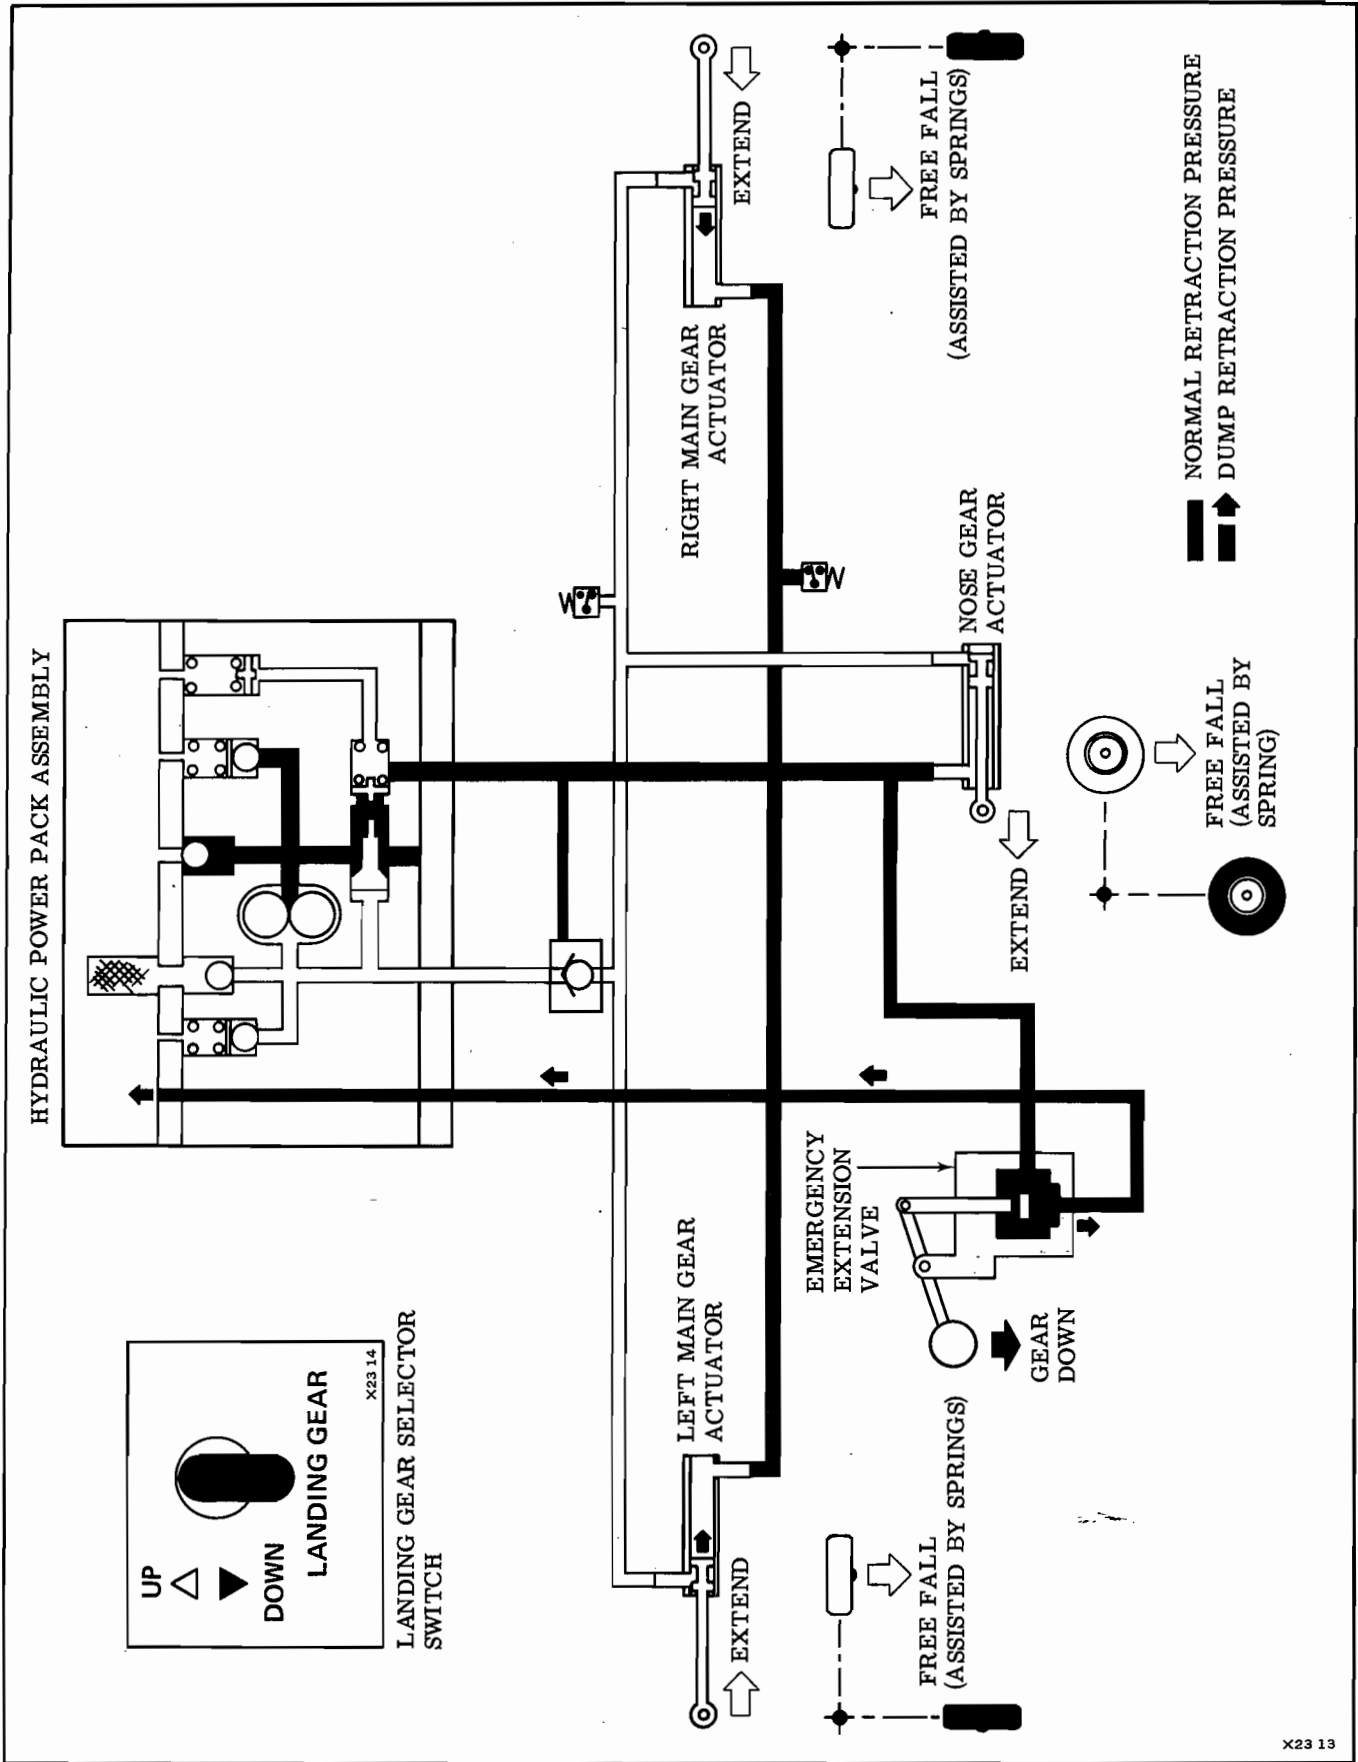 HYDRAULIC POWER PACK ASSEMBLY
UP
DOWN
LANDING GEAR
X23 14
LANDING GEAR SELECTOR
SWITCH
LEFT MAIN GEAR
ACTUATOR
EXTEND
RIGHT MAIN GEAR
ACTUATOR
EXTEND
EMERGENCY
EXTENSION
VALVE
GEAR
DOWN
NOSE GEAR
ACTUATOR
EXTEND
FREE FALL
(ASSISTED BY SPRINGS)
FREE FALL
(ASSISTED BY
SPRING)
FREE FALL
(ASSISTED BY SPRINGS)
NORMAL RETRACTION PRESSURE
DUMP RETRACTION PRESSURE
X23 13